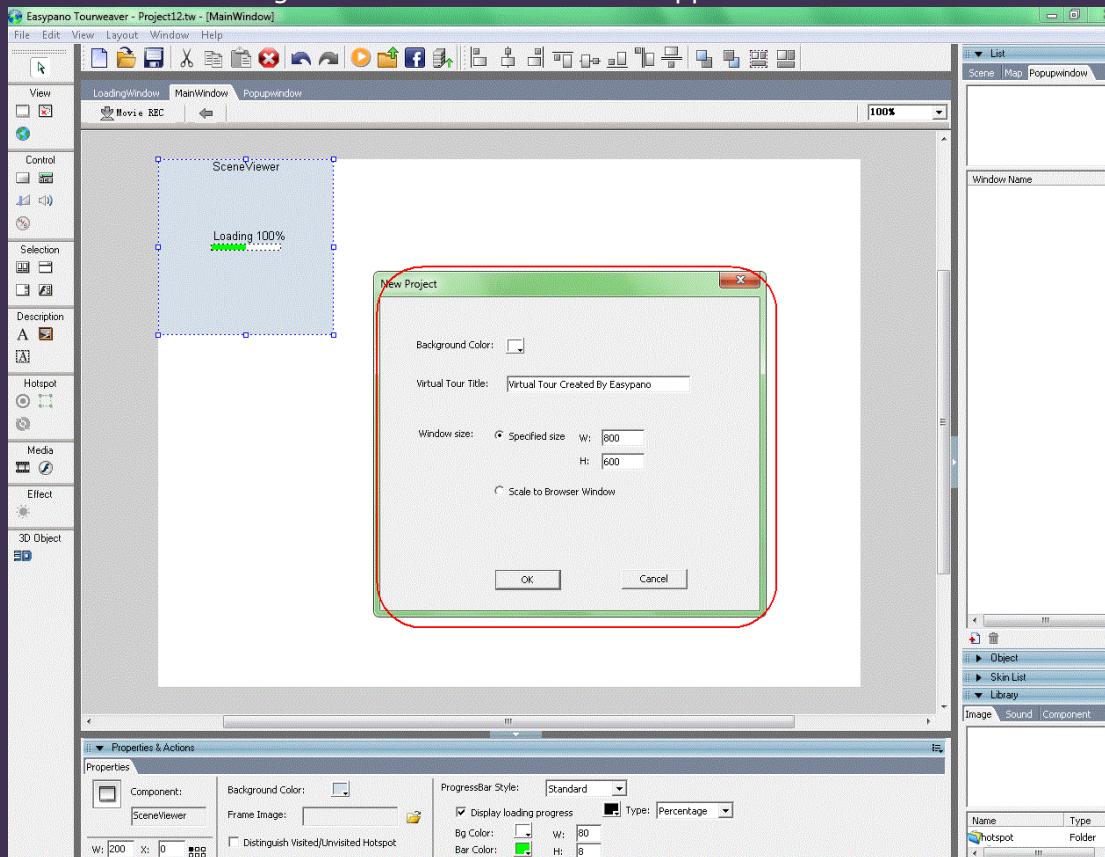 Easypano Tourweaver - Project12.tw - [MainWindow]
File Edit View Layout Window Help
List
Scene Map Popupwindow
View
LoadingWindow MainWindow Popupwindow
Movie REC
100%
Control
SceneViewer
Window Name
Loading 100%
Selection
New Project
Description
Background Color:
Virtual Tour Title: Virtual Tour Created By Easypano
Hotspot
Window size: Specified size W: 800
H: 600
Media
Scale to Browser Window
Effect
3D Object
OK Cancel
Object
Skin List
Library
Image Sound Component
Properties & Actions
Properties
Component: Background Color: ProgressBar Style: Standard
SceneViewer Frame Image: Display loading progress Type: Percentage
Bg Color: W: 80
W: 200 X: 0 Distinguish Visited/Unvisited Hotspot Bar Color: H: 8
Name Type
hotspot Folder